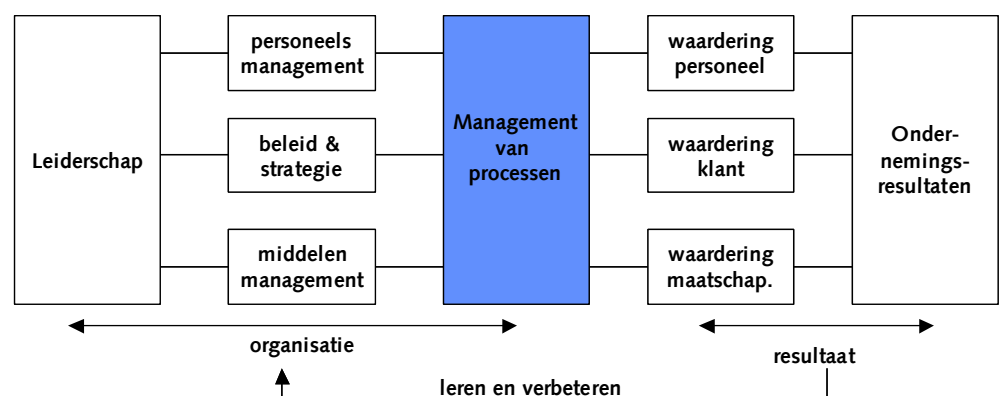 Leiderschap
personeels
management
beleid &
strategie
middelen
management
Management
van
processen
waardering
personeel
waardering
klant
waardering
maatschap.
Onder-
nemings-
resultaten
organisatie
resultaat
leren en verbeteren